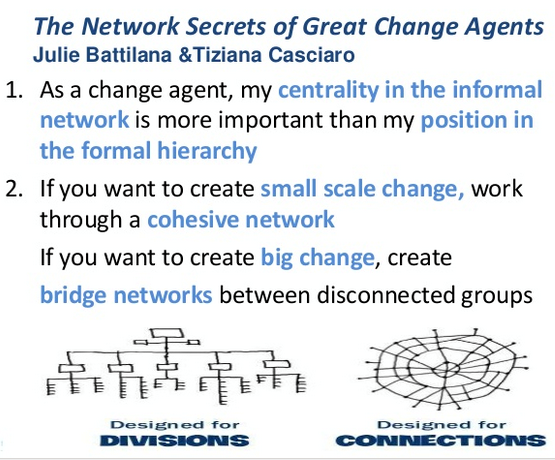 The Network Secrets of Great Change Agents
Julie Battilana &Tiziana Casciaro
1. As a change agent, my centrality in the informal
network is more important than my position in
the formal hierarchy
2. If you want to create small scale change, work
through a cohesive network
If you want to create big change, create
bridge networks between disconnected groups
Designed for
DIVISIONS
Designed for
CONNECTIONS